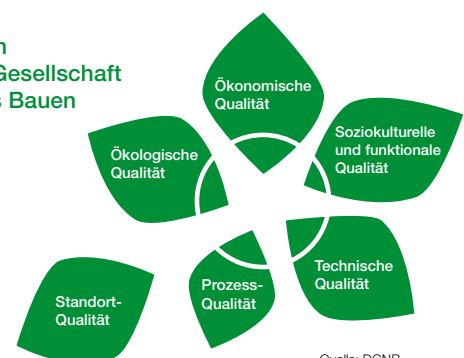 Gesellschaft
Bauen
Ökonomische
Qualität
Soziokulturelle
und funktionale
Qualität
Ökologische
Qualität
Technische
Qualität
Prozess-
Qualität
Standort-
Qualität